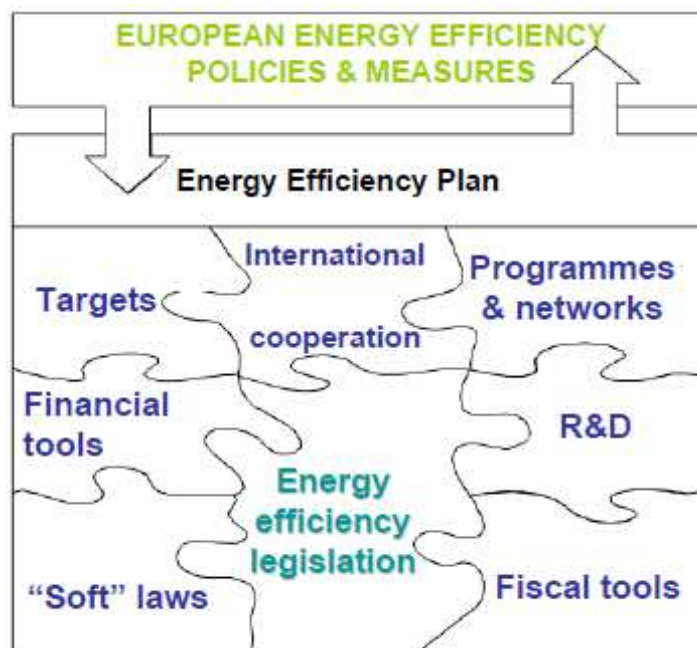 EUROPEAN ENERGY EFFICIENCY
POLICIES & MEASURES
Energy Efficiency Plan
International
cooperation
Targets
Programmes
& networks
Financial
tools
R&D
Energy
efficiency
legislation
“Soft” laws
Fiscal tools